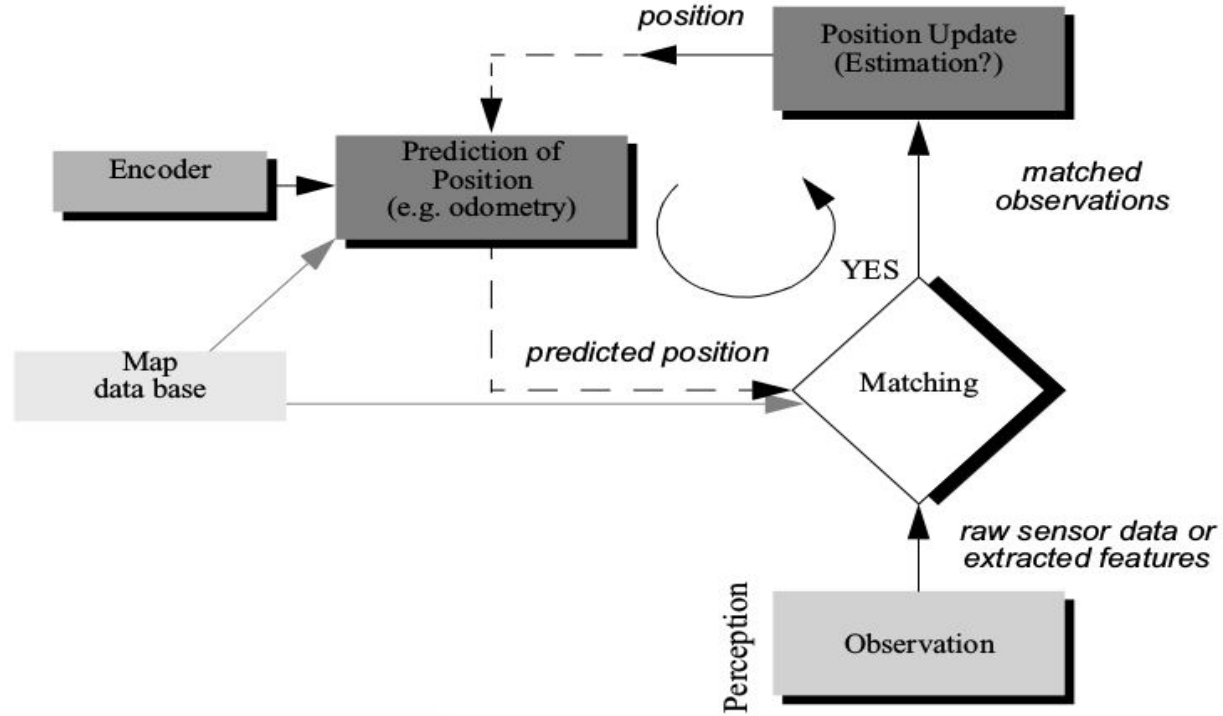 position
Position Update
(Estimation?)
Encoder
Prediction of
Position
(e.g. odometry)
matched
observations
YES
Map
data base
predicted position
Matching
raw sensor data or
extracted features
Perception
Observation